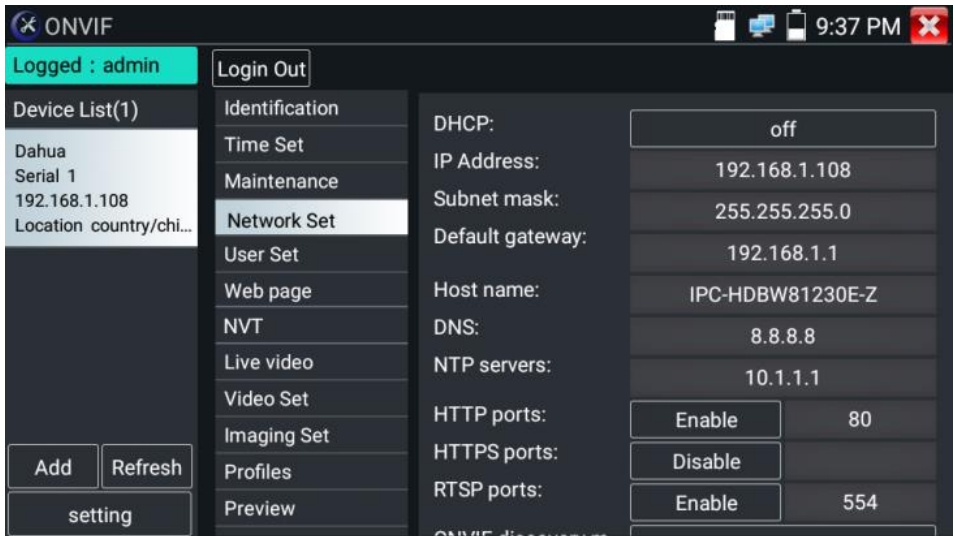 ONVIF
9:37 PM
Logged : admin
Login Out
Device List(1)
Dahua
Serial 1
192.168.1.108
Location country/chi...
Add
Refresh
setting
Identification
Time Set
Maintenance
Network Set
User Set
Web page
NVT
Live video
Video Set
Imaging Set
Profiles
Preview
DHCP: off
IP Address: 192.168.1.108
Subnet mask: 255.255.255.0
Default gateway: 192.168.1.1
Host name: IPC-HDBW81230E-Z
DNS: 8.8.8.8
NTP servers: 10.1.1.1
HTTP ports: Enable 80
HTTPS ports: Disable
RTSP ports: Enable 554